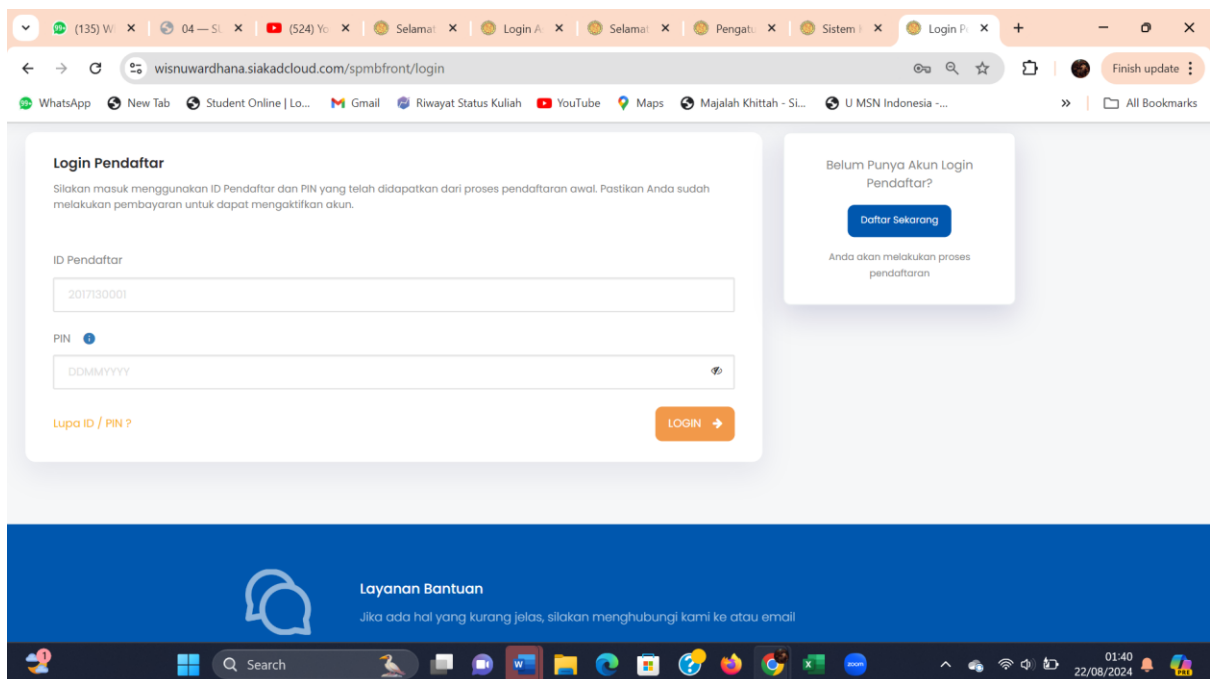 (135) W
04 — SL
(524) Yo
Selamat
Login A
Selamat
Pengatu
Sistem
Login P
wisnuwardhana.siakadcloud.com/spmbfront/login
Finish update
WhatsApp
New Tab
Student Online | Lo...
Gmail
Riwayat Status Kuliah
YouTube
Maps
Majalah Khittah - Si...
U MSN Indonesia -...
»
All Bookmarks
Login Pendaftar
Silakan masuk menggunakan ID Pendaftar dan PIN yang telah didapatkan dari proses pendaftaran awal. Pastikan Anda sudah
melakukan pembayaran untuk dapat mengaktifkan akun.
ID Pendaftar
2017130001
PIN
DDMMYYYY
Lupa ID / PIN ?
LOGIN
Belum Punya Akun Login
Pendaftar?
Daftar Sekarang
Anda akan melakukan proses
pendaftaran
Layanan Bantuan
Jika ada hal yang kurang jelas, silakan menghubungi kami ke atau email
Search
zoom
01:40
22/08/2024